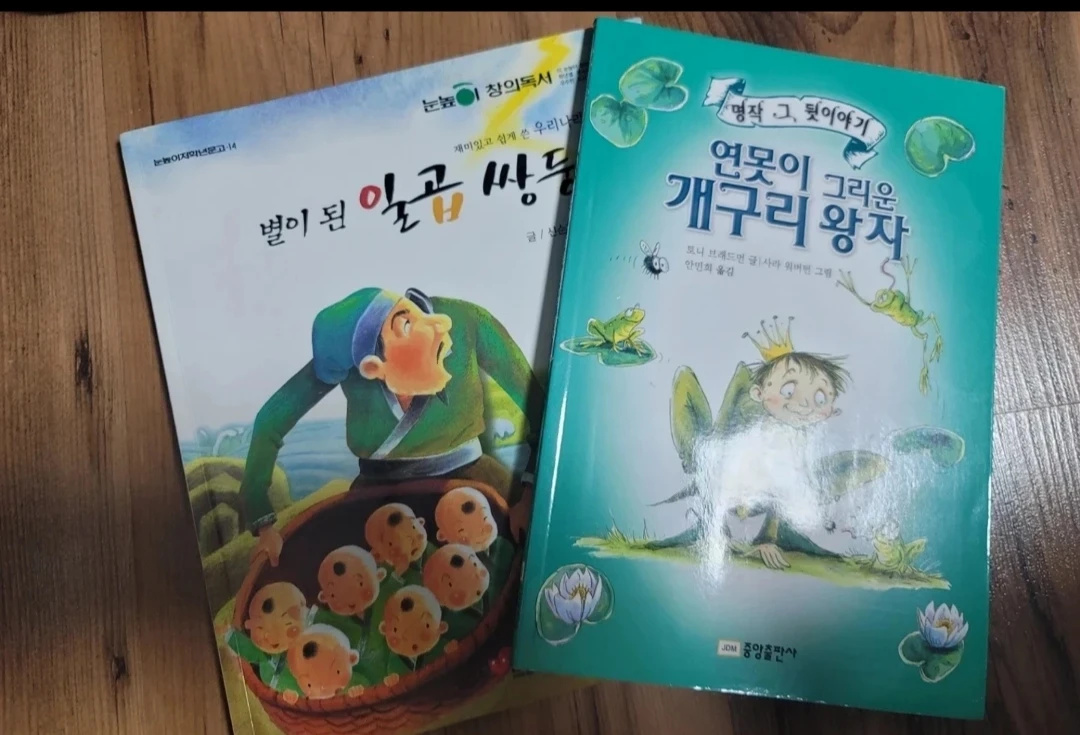 눈높이 창의독서
눈높이저학년문고·14
재미있고 쉽게 쓴 우리나라
별이 된 일곱 쌍둥
글 |
명작 그, 뒷이야기
연못이 그리운
개구리 왕자
토니 브래드먼 글 | 사라 워버턴 그림
안민희 옮김
JDM 중앙출판사